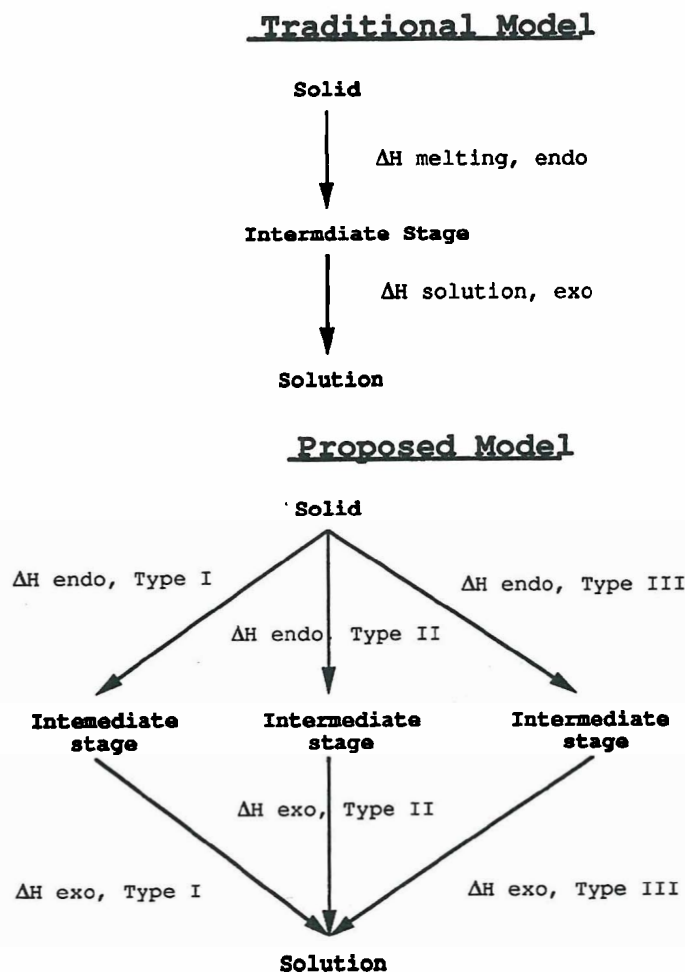 Traditional Model
Solid
ΔH melting, endo
Intermdiate Stage
ΔH solution, exo
Solution
Proposed Model
Solid
ΔH endo, Type I
ΔH endo, Type II
ΔH endo, Type III
Intemediate
stage
Intermediate
stage
Intermediate
stage
ΔH exo, Type II
ΔH exo, Type I
ΔH exo, Type III
Solution